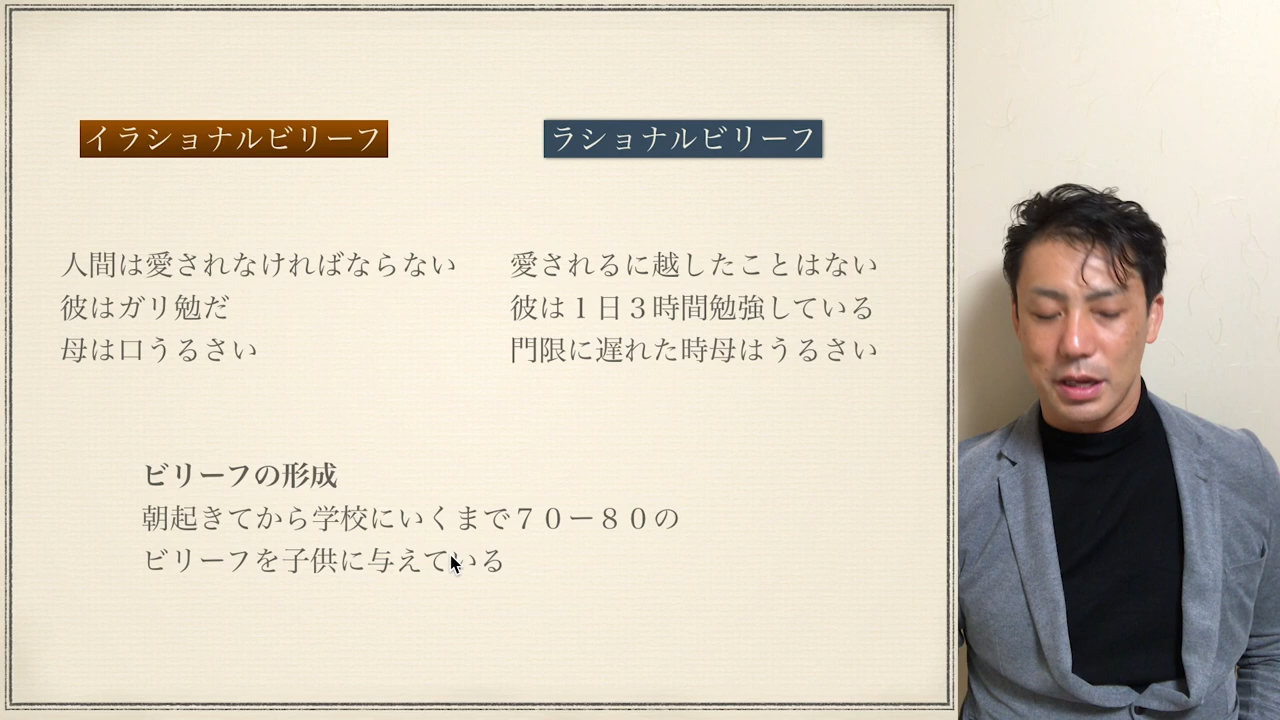 イラショナルビリーフ
ラショナルビリーフ
人間は愛されなければならない
彼はガリ勉だ
母は口うるさい
愛されるに越したことはない
彼は１日３時間勉強している
門限に遅れた時母はうるさい
ビリーフの形成
朝起きてから学校にいくまで７０ー８０の
ビリーフを子供に与えている